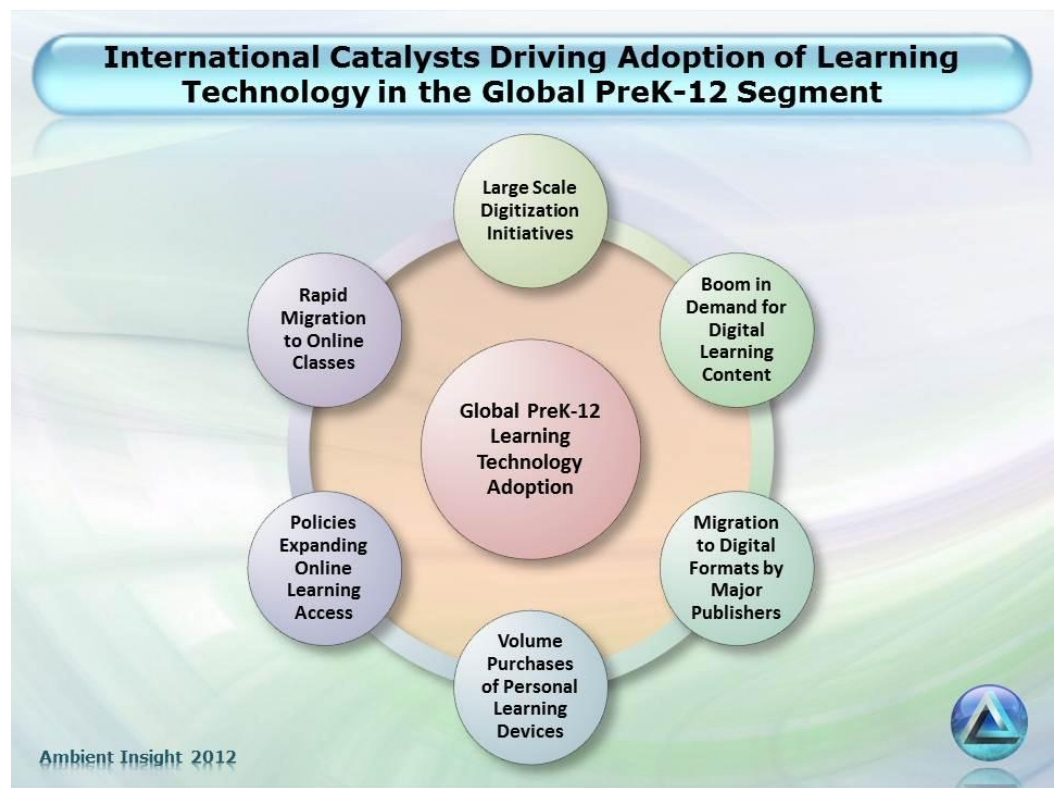 International Catalysts Driving Adoption of Learning
Technology in the Global PreK-12 Segment
Large Scale
Digitization
Initiatives
Boom in
Demand for
Digital
Learning
Content
Migration
to Digital
Formats by
Major
Publishers
Volume
Purchases
of Personal
Learning
Devices
Policies
Expanding
Online
Learning
Access
Rapid
Migration
to Online
Classes
Global PreK-12
Learning
Technology
Adoption
Ambient Insight 2012